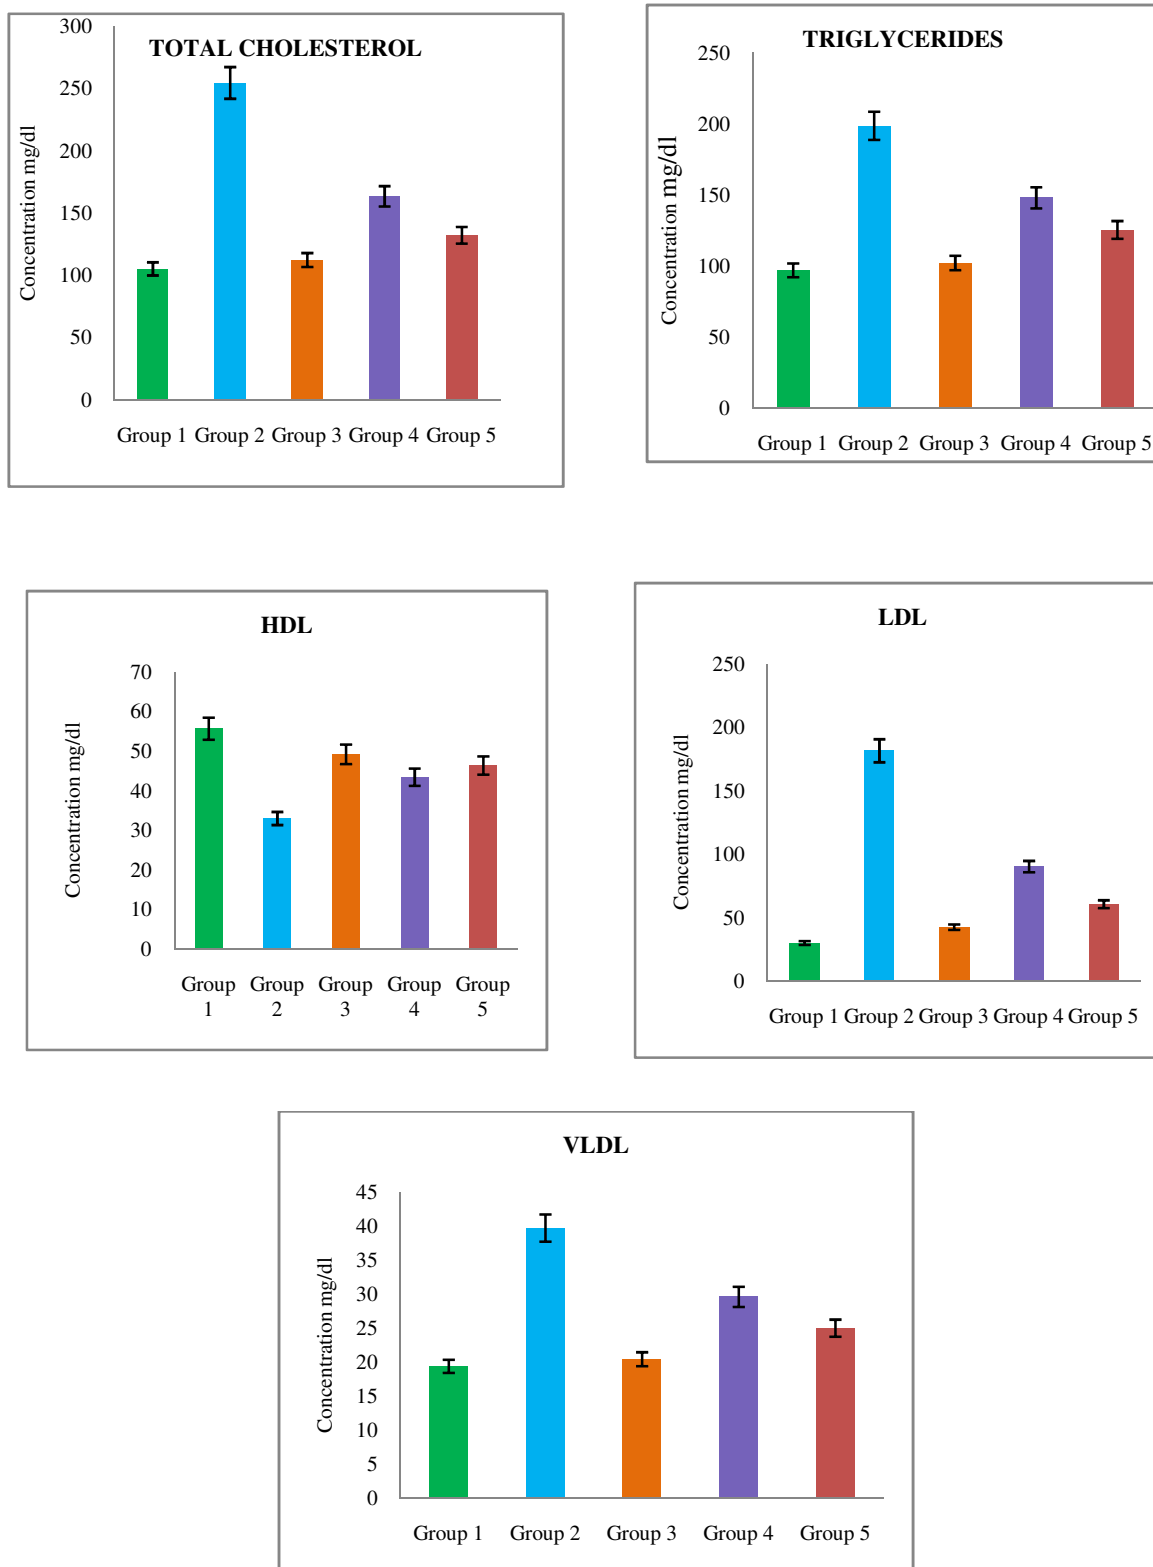 TOTAL CHOLESTEROL
Concentration mg/dl
300
250
200
150
100
50
0
Group 1 Group 2 Group 3 Group 4 Group 5
TRIGLYCERIDES
Concentration mg/dl
250
200
150
100
50
0
Group 1 Group 2 Group 3 Group 4 Group 5
HDL
Concentration mg/dl
70
60
50
40
30
20
10
0
Group Group Group Group Group
1 2 3 4 5
LDL
Concentration mg/dl
250
200
150
100
50
0
Group 1 Group 2 Group 3 Group 4 Group 5
VLDL
Concentration mg/dl
45
40
35
30
25
20
15
10
5
0
Group 1 Group 2 Group 3 Group 4 Group 5